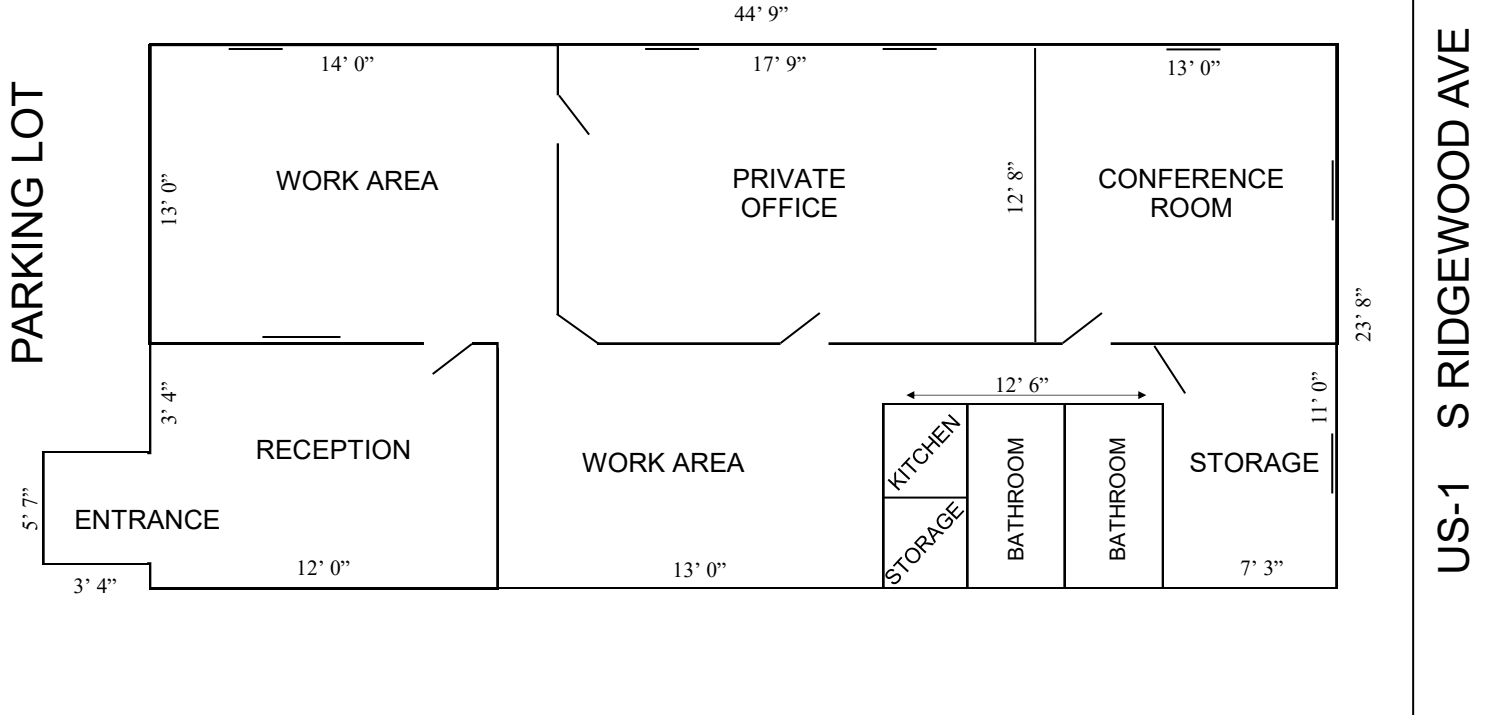 44’ 9”
14’ 0”
17’ 9”
13’ 0”
PARKING LOT
13’ 0”
WORK AREA
PRIVATE
OFFICE
12’ 8”
CONFERENCE
ROOM
23’ 8”
US-1 S RIDGEWOOD AVE
3’ 4”
12’ 6”
11’ 0”
RECEPTION
WORK AREA
KITCHEN
STORAGE
BATHROOM
BATHROOM
STORAGE
5’ 7”
ENTRANCE
3’ 4”
12’ 0”
13’ 0”
7’ 3”